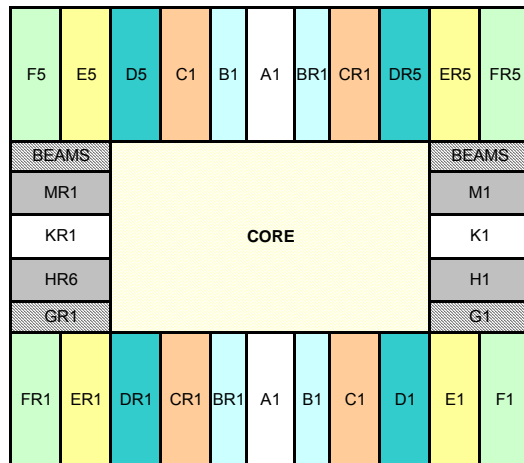 F5 E5 D5 C1 B1 A1 BR1 CR1 DR5 ER5 FR5
BEAMS BEAMS
MR1 M1
KR1 CORE K1
HR6 H1
GR1 G1
FR1 ER1 DR1 CR1 BR1 A1 B1 C1 D1 E1 F1